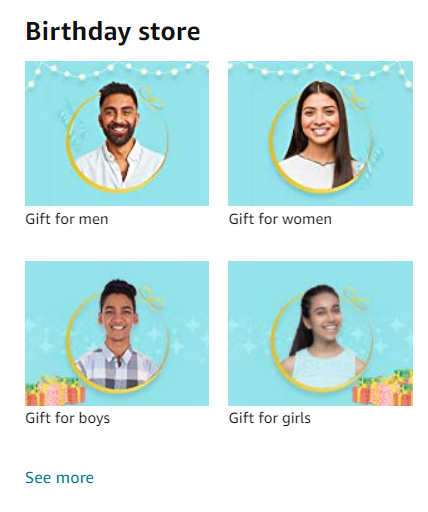 Birthday store
Gift for men
Gift for women
Gift for boys
Gift for girls
See more